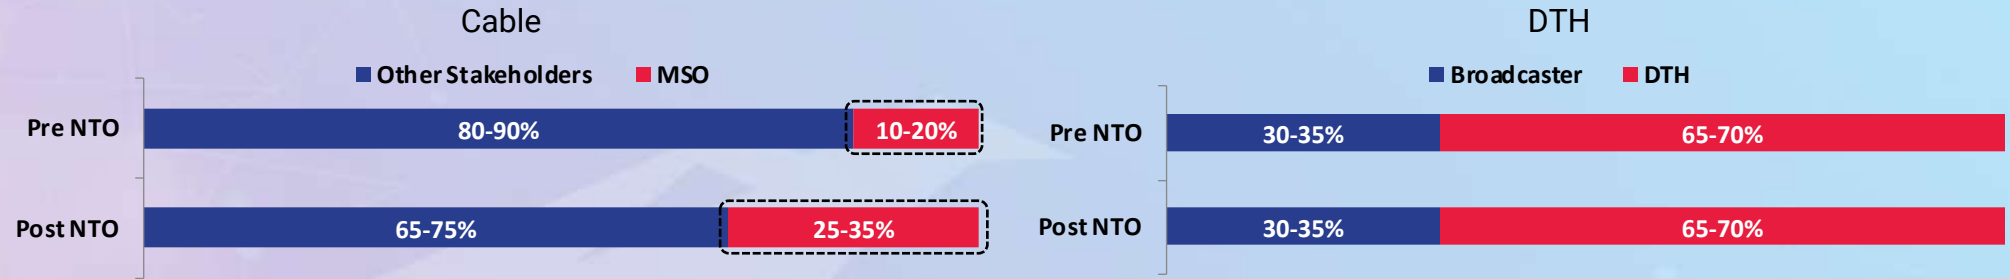 Cable
Other Stakeholders MSO
Pre NTO 80-90% 10-20%
Post NTO 65-75% 25-35%
DTH
Broadcaster DTH
Pre NTO 30-35% 65-70%
Post NTO 30-35% 65-70%